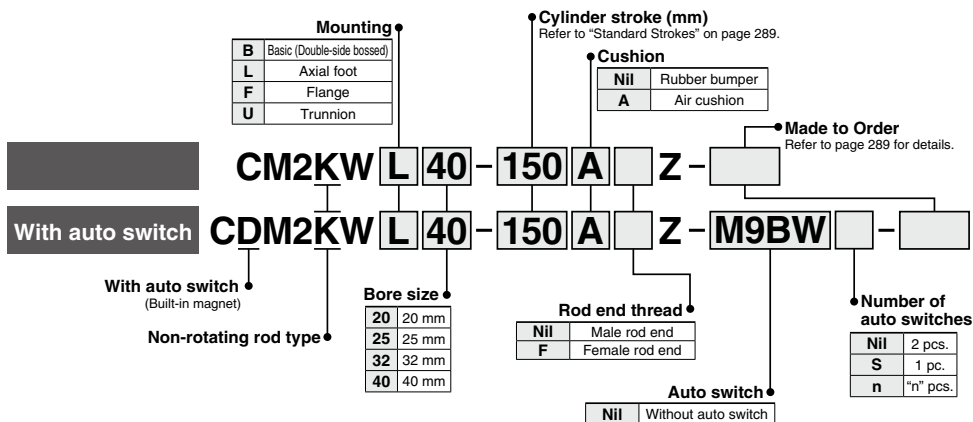 Mounting
B Basic (Double-side bossed)
L Axial foot
F Flange
U Trunnion
Cylinder stroke (mm)
Refer to “Standard Strokes” on page 289.
Cushion
Nil Rubber bumper
A Air cushion
Made to Order
Refer to page 289 for details.
CM2KW L 40 – 150 A Z –
With auto switch CDM2KW L 40 – 150 A Z – M9BW –
With auto switch
(Built-in magnet)
Non-rotating rod type
Bore size
20 20 mm
25 25 mm
32 32 mm
40 40 mm
Rod end thread
Nil Male rod end
F Female rod end
Auto switch
Nil Without auto switch
Number of
auto switches
Nil 2 pcs.
S 1 pc.
n “n” pcs.